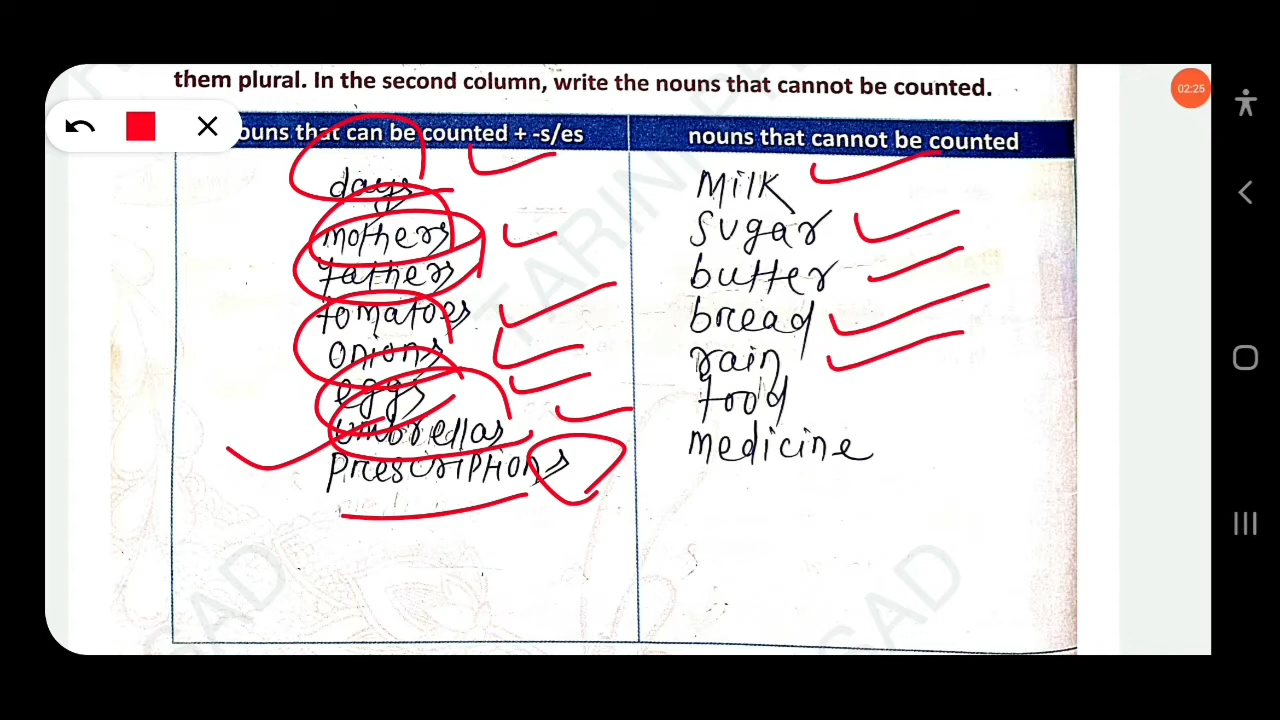 them plural. In the second column, write the nouns that cannot be counted.
02:25
ouns that can be counted + -s/es
nouns that cannot be counted
days
mothers
fathers
tomatoes
onions
eggs
umbrellas
prescriptions
Milk
sugar
butter
bread
rain
food
medicine